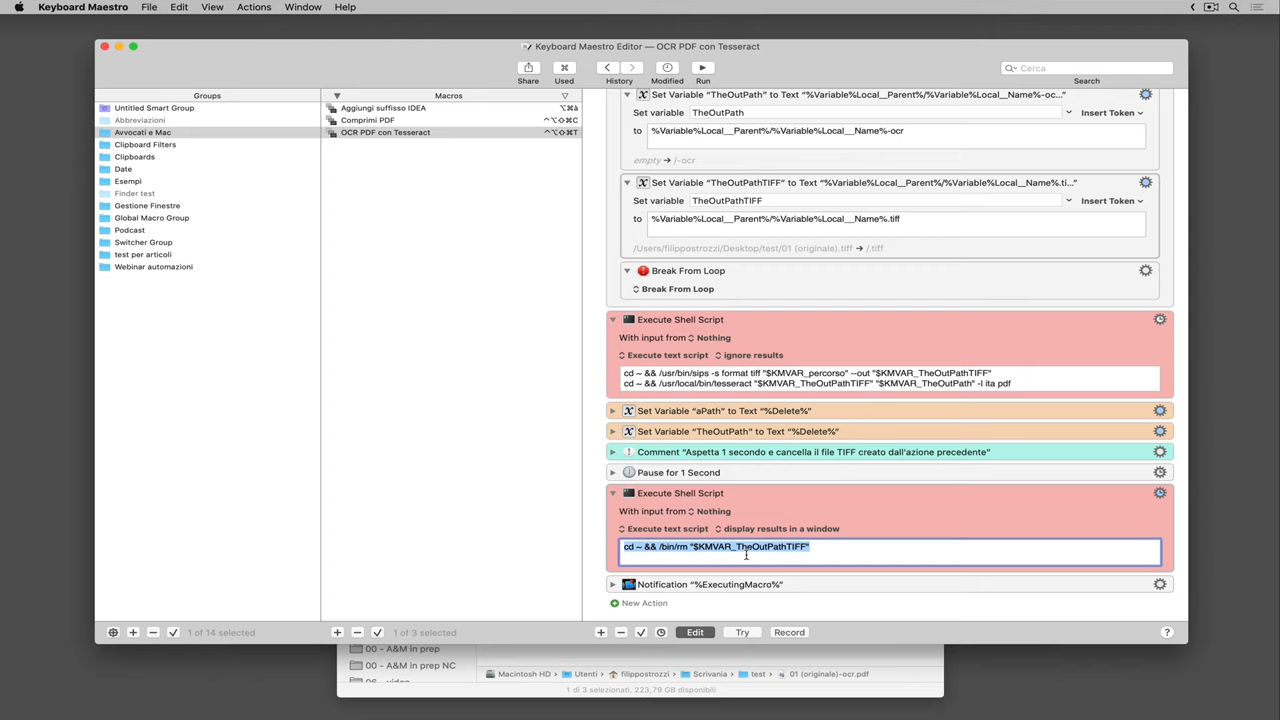 Keyboard Maestro File Edit View Actions Window Help
Keyboard Maestro Editor — OCR PDF con Tesseract
Share Used History Modified Run Search
Cerca
Groups
Untitled Smart Group
Abbreviazioni
Avvocati e Mac
Clipboard Filters
Clipboards
Date
Esempi
Finder test
Gestione Finestre
Global Macro Group
Podcast
Switcher Group
test per articoli
Webinar automazioni
1 of 14 selected
Macros
Aggiungi suffisso IDEA ⌥⌘à
Comprimi PDF ^⌥⇧⌘C
OCR PDF con Tesseract ^⌥⇧⌘T
1 of 3 selected
Set Variable “TheOutPath” to Text “%Variable%Local__Parent%/%Variable%Local__Name%-oc…”
Set variable TheOutPath Insert Token
to %Variable%Local__Parent%/%Variable%Local__Name%-ocr
empty → /-ocr
Set Variable “TheOutPathTIFF” to Text “%Variable%Local__Parent%/%Variable%Local__Name%.ti…”
Set variable TheOutPathTIFF Insert Token
to %Variable%Local__Parent%/%Variable%Local__Name%.tiff
/Users/filippostrozzi/Desktop/test/01 (originale).tiff → /.tiff
Break From Loop
Break From Loop
Execute Shell Script
With input from Nothing
Execute text script ignore results
cd ~ && /usr/bin/sips -s format tiff "$KMVAR_percorso" --out "$KMVAR_TheOutPathTIFF"
cd ~ && /usr/local/bin/tesseract "$KMVAR_TheOutPathTIFF" "$KMVAR_TheOutPath" -l ita pdf
Set Variable “aPath” to Text “%Delete%”
Set Variable “TheOutPath” to Text “%Delete%”
Comment “Aspetta 1 secondo e cancella il file TIFF creato dall'azione precedente”
Pause for 1 Second
Execute Shell Script
With input from Nothing
Execute text script display results in a window
cd ~ && /bin/rm "$KMVAR_TheOutPathTIFF"
Notification “%ExecutingMacro%”
New Action
Edit Try Record ?
00 - A&M in prep
00 - A&M in prep NC
Macintosh HD › Utenti › filippostrozzi › Scrivania › test › 01 (originale)-ocr.pdf
1 di 3 selezionati, 223,79 GB disponibili